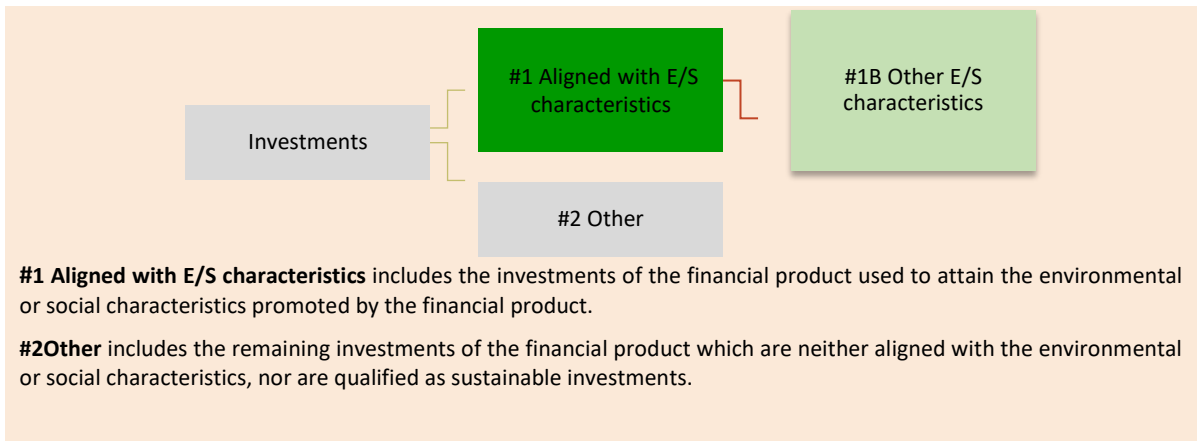 #1 Aligned with E/S
characteristics
#1B Other E/S
characteristics
Investments
#2 Other
#1 Aligned with E/S characteristics includes the investments of the financial product used to attain the environmental
or social characteristics promoted by the financial product.
#2Other includes the remaining investments of the financial product which are neither aligned with the environmental
or social characteristics, nor are qualified as sustainable investments.